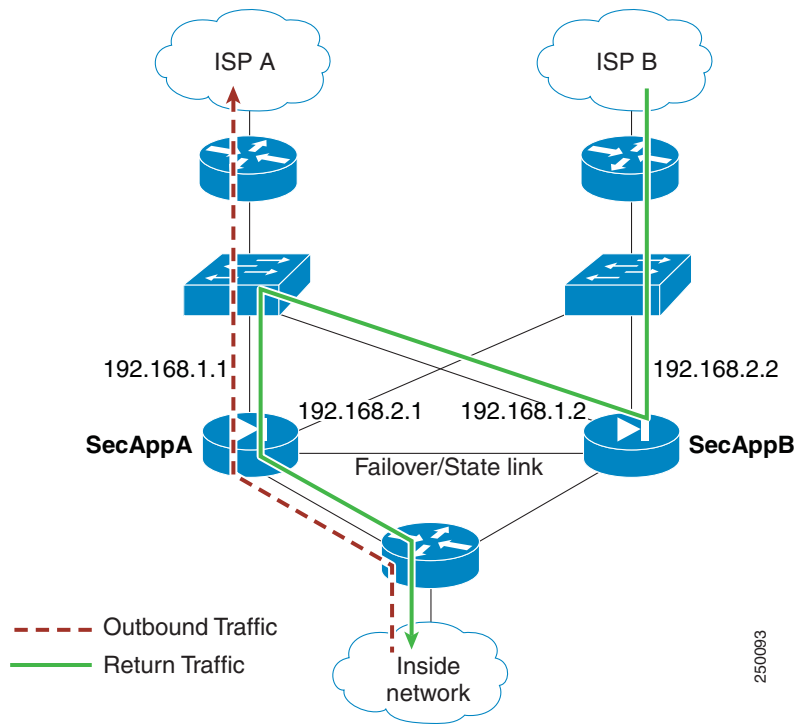 ISP A
ISP B
192.168.1.1
192.168.2.2
192.168.2.1
192.168.1.2
SecAppA
SecAppB
Failover/State link
Outbound Traffic
Return Traffic
Inside
network
250093